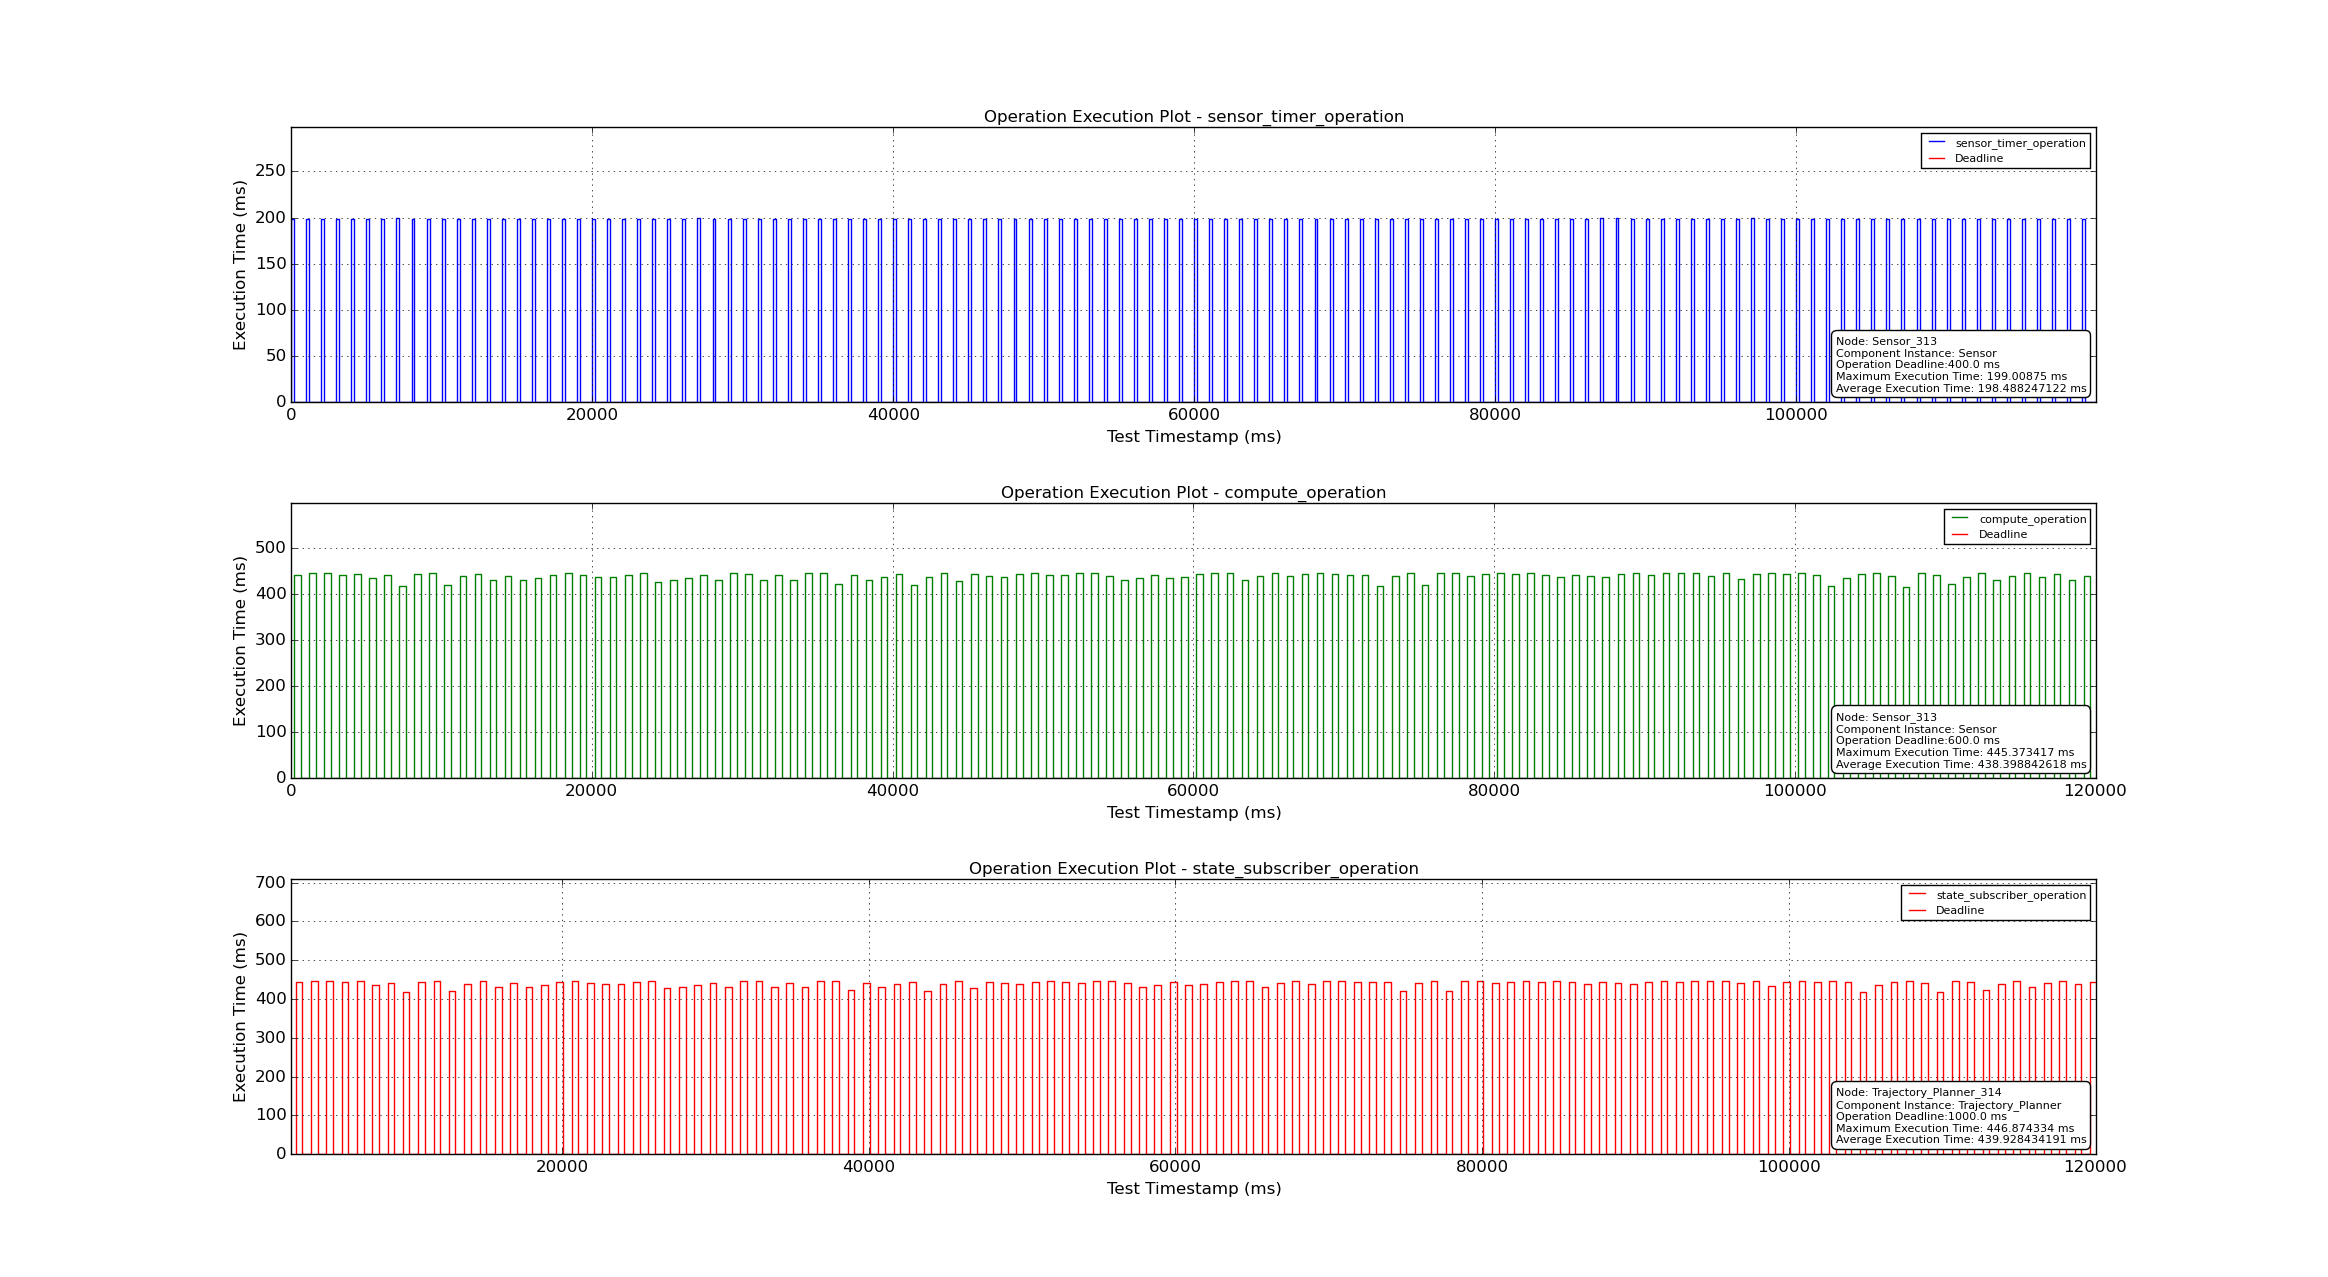 Operation Execution Plot - sensor_timer_operation
Execution Time (ms)
250
200
150
100
50
0
sensor_timer_operation
Deadline
Node: Sensor_313
Component Instance: Sensor
Operation Deadline:400.0 ms
Maximum Execution Time: 199.00875 ms
Average Execution Time: 198.488247122 ms
0 20000 40000 60000 80000 100000
Test Timestamp (ms)
Operation Execution Plot - compute_operation
Execution Time (ms)
500
400
300
200
100
0
compute_operation
Deadline
Node: Sensor_313
Component Instance: Sensor
Operation Deadline:600.0 ms
Maximum Execution Time: 445.373417 ms
Average Execution Time: 438.398842618 ms
0 20000 40000 60000 80000 100000 120000
Test Timestamp (ms)
Operation Execution Plot - state_subscriber_operation
Execution Time (ms)
700
600
500
400
300
200
100
0
state_subscriber_operation
Deadline
Node: Trajectory_Planner_314
Component Instance: Trajectory_Planner
Operation Deadline:1000.0 ms
Maximum Execution Time: 446.874334 ms
Average Execution Time: 439.928434191 ms
20000 40000 60000 80000 100000 120000
Test Timestamp (ms)